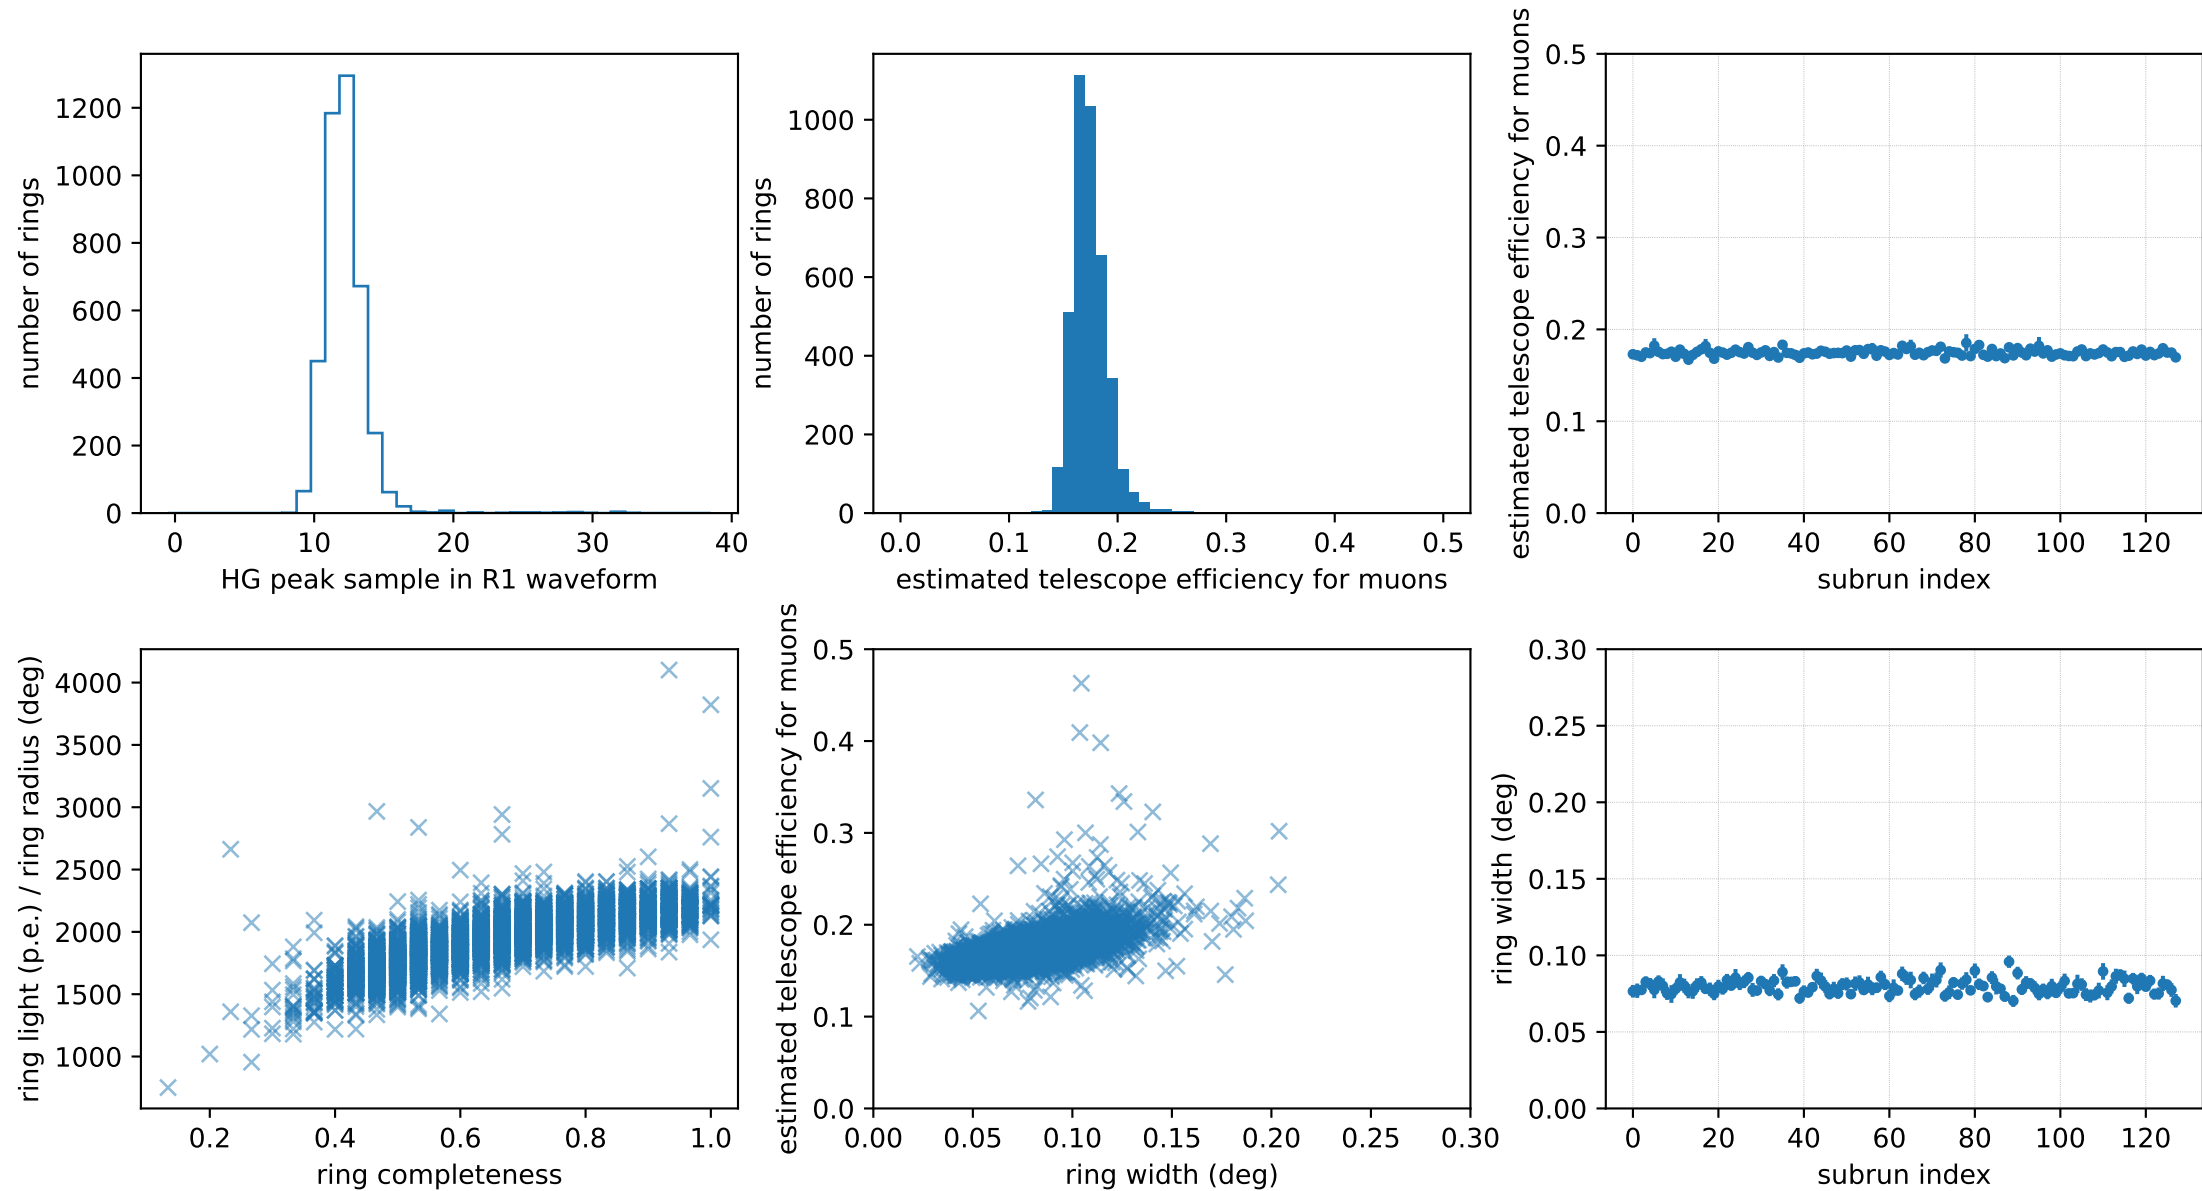 number of rings
0
200
400
600
800
1000
1200
0 10 20 30 40
HG peak sample in R1 waveform
number of rings
0
200
400
600
800
1000
0.0 0.1 0.2 0.3 0.4 0.5
estimated telescope efficiency for muons
estimated telescope efficiency for muons
0.5
0.4
0.3
0.2
0.1
0.0
0 20 40 60 80 100 120
subrun index
ring light (p.e.) / ring radius (deg)
4000
3500
3000
2500
2000
1500
1000
0.2 0.4 0.6 0.8 1.0
ring completeness
estimated telescope efficiency for muons
0.5
0.4
0.3
0.2
0.1
0.0
0.00 0.05 0.10 0.15 0.20 0.25 0.30
ring width (deg)
ring width (deg)
0.30
0.25
0.20
0.15
0.10
0.05
0.00
0 20 40 60 80 100 120
subrun index